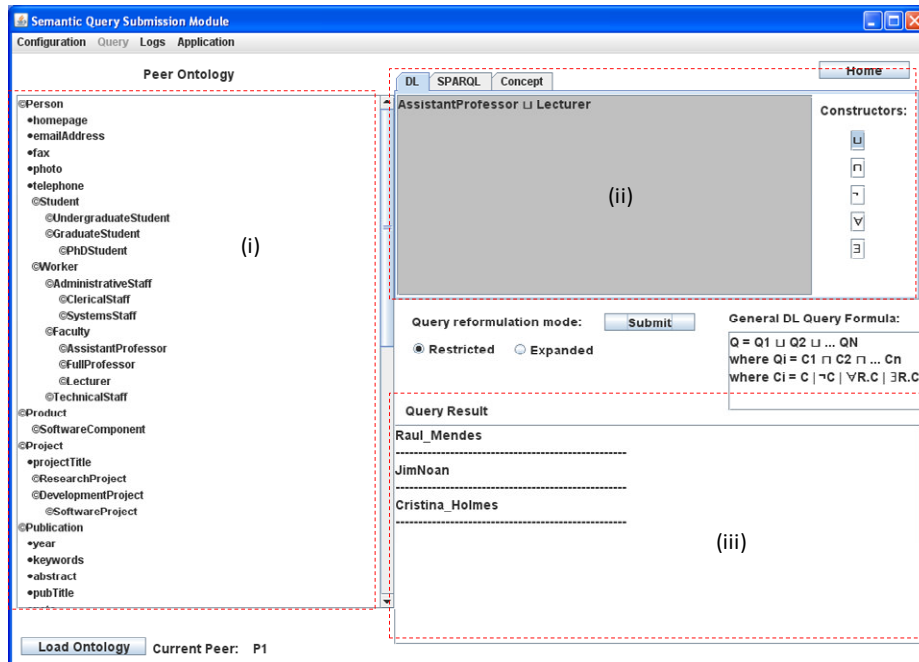 Semantic Query Submission Module
Configuration Query Logs Application
Peer Ontology
©Person
●homepage
●emailAddress
●fax
●photo
●telephone
©Student
©UndergraduateStudent
©GraduateStudent
©PhDStudent
©Worker
©AdministrativeStaff
©ClericalStaff
©SystemsStaff
©Faculty
©AssistantProfessor
©FullProfessor
©Lecturer
©TechnicalStaff
©Product
©SoftwareComponent
©Project
●projectTitle
©ResearchProject
©DevelopmentProject
©SoftwareProject
©Publication
●year
●keywords
●abstract
●pubTitle
(i)
Load Ontology Current Peer: P1
Home
DL SPARQL Concept
AssistantProfessor ⊔ Lecturer
(ii)
Constructors:
⊔
⊓
¬
∀
∃
Query reformulation mode: Submit
Restricted Expanded
General DL Query Formula:
Q = Q1 ⊔ Q2 ⊔ ... QN
where Qi = C1 ⊓ C2 ⊓ ... Cn
where Ci = C | ¬C | ∀R.C | ∃R.C
Query Result
Raul_Mendes
--------------------------------------------------
JimNoan
--------------------------------------------------
Cristina_Holmes
--------------------------------------------------
(iii)